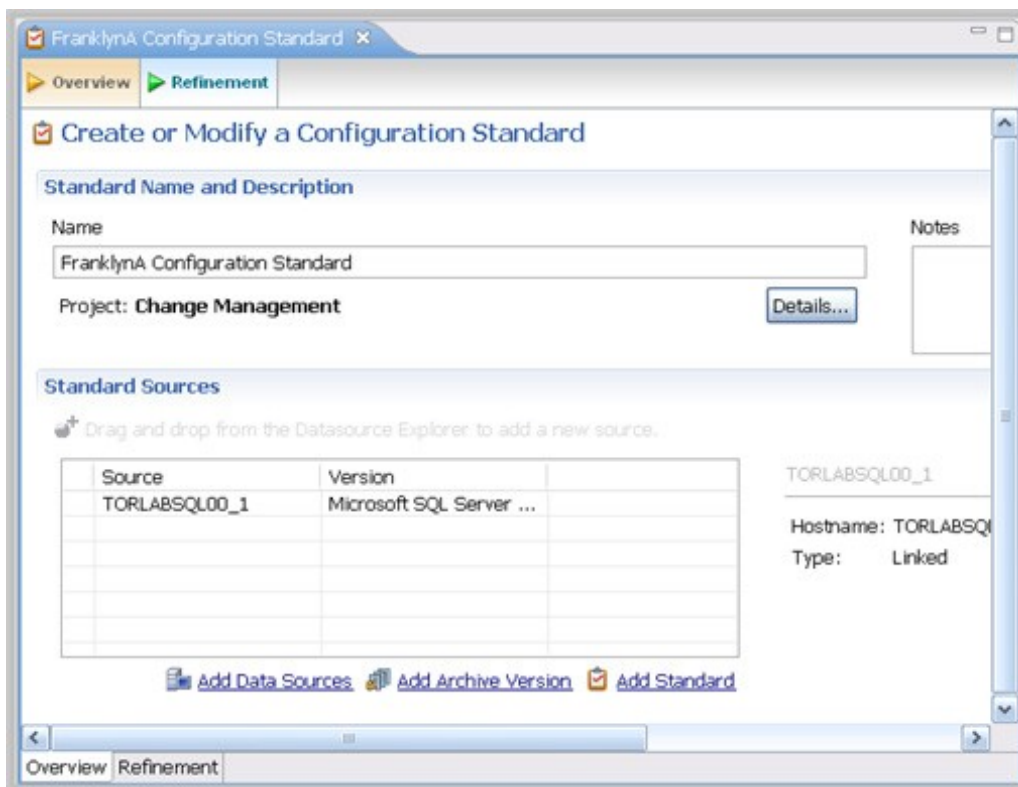 FranklynA Configuration Standard
Overview Refinement
Create or Modify a Configuration Standard
Standard Name and Description
Name Notes
FranklynA Configuration Standard
Project: Change Management Details...
Standard Sources
Drag and drop from the Datasource Explorer to add a new source.
Source Version
TORLABSQL00_1 Microsoft SQL Server ...
TORLABSQL00_1
Hostname: TORLABSQL
Type: Linked
Add Data Sources Add Archive Version Add Standard
Overview Refinement